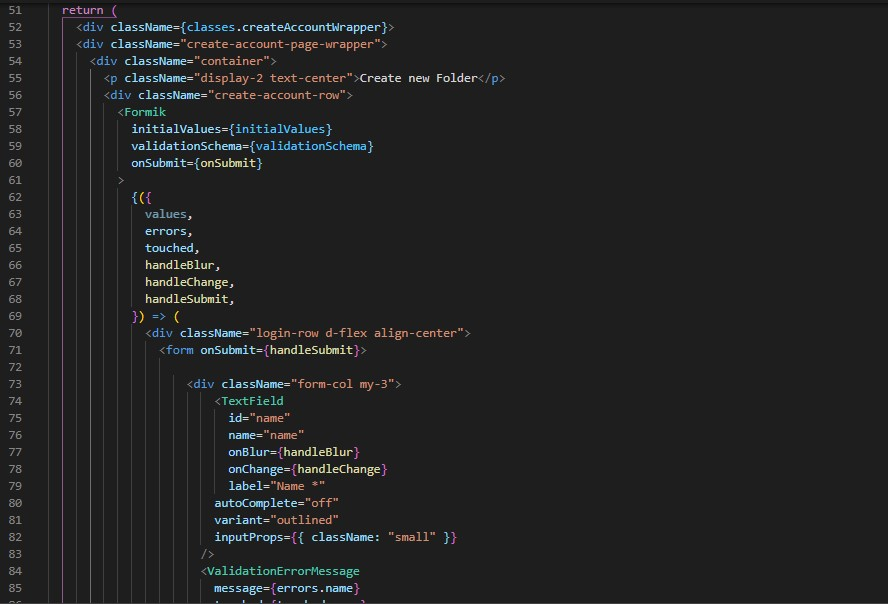 51 return (
52 <div className={classes.createAccountWrapper}>
53 <div className="create-account-page-wrapper">
54 <div className="container">
55 <p className="display-2 text-center">Create new Folder</p>
56 <div className="create-account-row">
57 <Formik
58 initialValues={initialValues}
59 validationSchema={validationSchema}
60 onSubmit={onSubmit}
61 >
62 {({
63 values,
64 errors,
65 touched,
66 handleBlur,
67 handleChange,
68 handleSubmit,
69 }) => (
70 <div className="login-row d-flex align-center">
71 <form onSubmit={handleSubmit}>
72
73 <div className="form-col my-3">
74 <TextField
75 id="name"
76 name="name"
77 onBlur={handleBlur}
78 onChange={handleChange}
79 label="Name *"
80 autoComplete="off"
81 variant="outlined"
82 inputProps={{ className: "small" }}
83 />
84 <ValidationErrorMessage
85 message={errors.name}